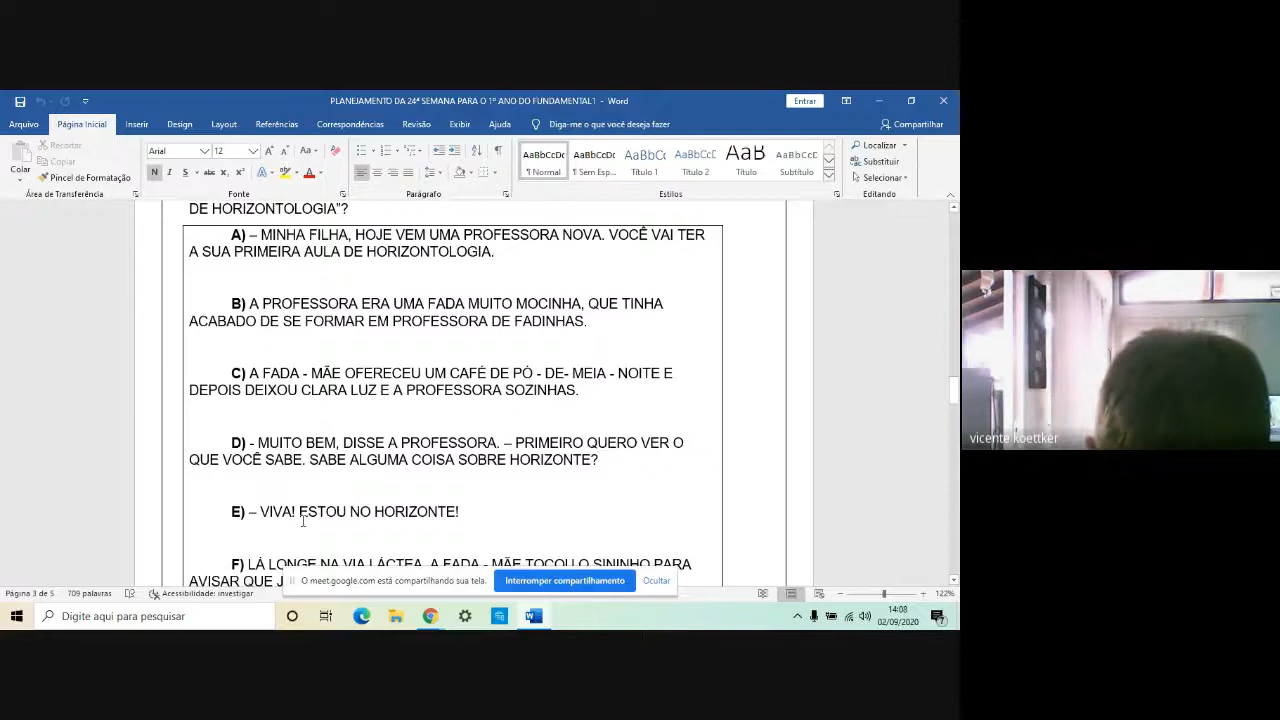 PLANEJAMENTO DA 24ª SEMANA PARA O 1º ANO DO FUNDAMENTAL1 - Word
Entrar
Arquivo Página Inicial Inserir Design Layout Referências Correspondências Revisão Exibir Ajuda Diga-me o que você deseja fazer Compartilhar
Colar
Recortar
Copiar
Pincel de Formatação
Área de Transferência
Arial 12
Fonte
Parágrafo
AaBbCcDc AaBbCcDc AaBbCc AaBbCcD AaB AaBbCcD
¶ Normal ¶ Sem Esp... Título 1 Título 2 Título Subtítulo
Estilos
Localizar
Substituir
Selecionar
Editando
DE HORIZONTOLOGIA"?
A) – MINHA FILHA, HOJE VEM UMA PROFESSORA NOVA. VOCÊ VAI TER
A SUA PRIMEIRA AULA DE HORIZONTOLOGIA.
B) A PROFESSORA ERA UMA FADA MUITO MOCINHA, QUE TINHA
ACABADO DE SE FORMAR EM PROFESSORA DE FADINHAS.
C) A FADA - MÃE OFERECEU UM CAFÉ DE PÓ - DE- MEIA - NOITE E
DEPOIS DEIXOU CLARA LUZ E A PROFESSORA SOZINHAS.
D) - MUITO BEM, DISSE A PROFESSORA. – PRIMEIRO QUERO VER O
QUE VOCÊ SABE. SABE ALGUMA COISA SOBRE HORIZONTE?
E) – VIVA! ESTOU NO HORIZONTE!
F) LÁ LONGE NA VIA LÁCTEA, A FADA - MÃE TOCOU O SININHO PARA
AVISAR QUE J
O meet.google.com está compartilhando sua tela.
Interromper compartilhamento
Ocultar
Página 3 de 5 709 palavras Acessibilidade: investigar 122%
Digite aqui para pesquisar
14:08
02/09/2020
7
vicente koettker